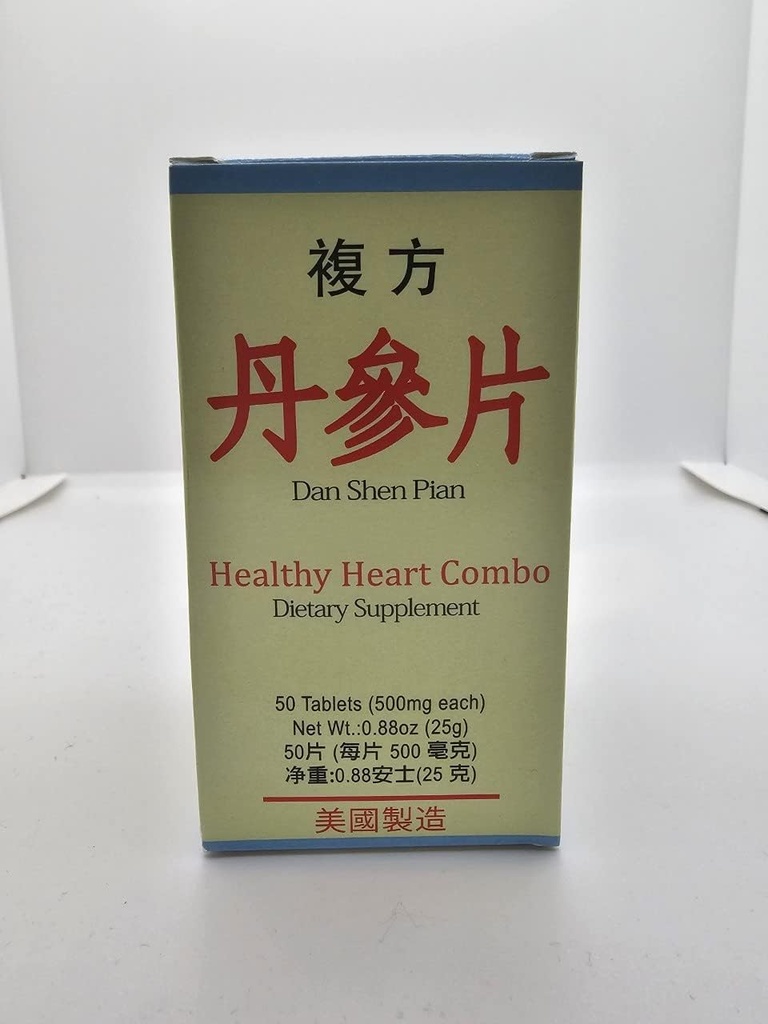 複方
丹參片
Dan Shen Pian
Healthy Heart Combo
Dietary Supplement
50 Tablets (500mg each)
Net Wt.:0.88oz (25g)
50片 (每片 500 毫克)
净重:0.88安士(25 克)
美國製造